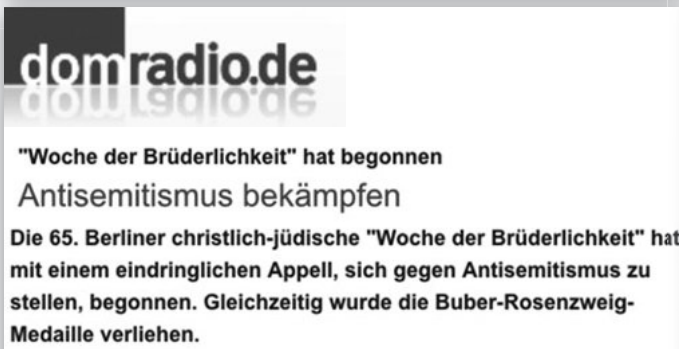 domradio.de
"Woche der Brüderlichkeit" hat begonnen
Antisemitismus bekämpfen
Die 65. Berliner christlich-jüdische "Woche der Brüderlichkeit" hat
mit einem eindringlichen Appell, sich gegen Antisemitismus zu
stellen, begonnen. Gleichzeitig wurde die Buber-Rosenzweig-
Medaille verliehen.